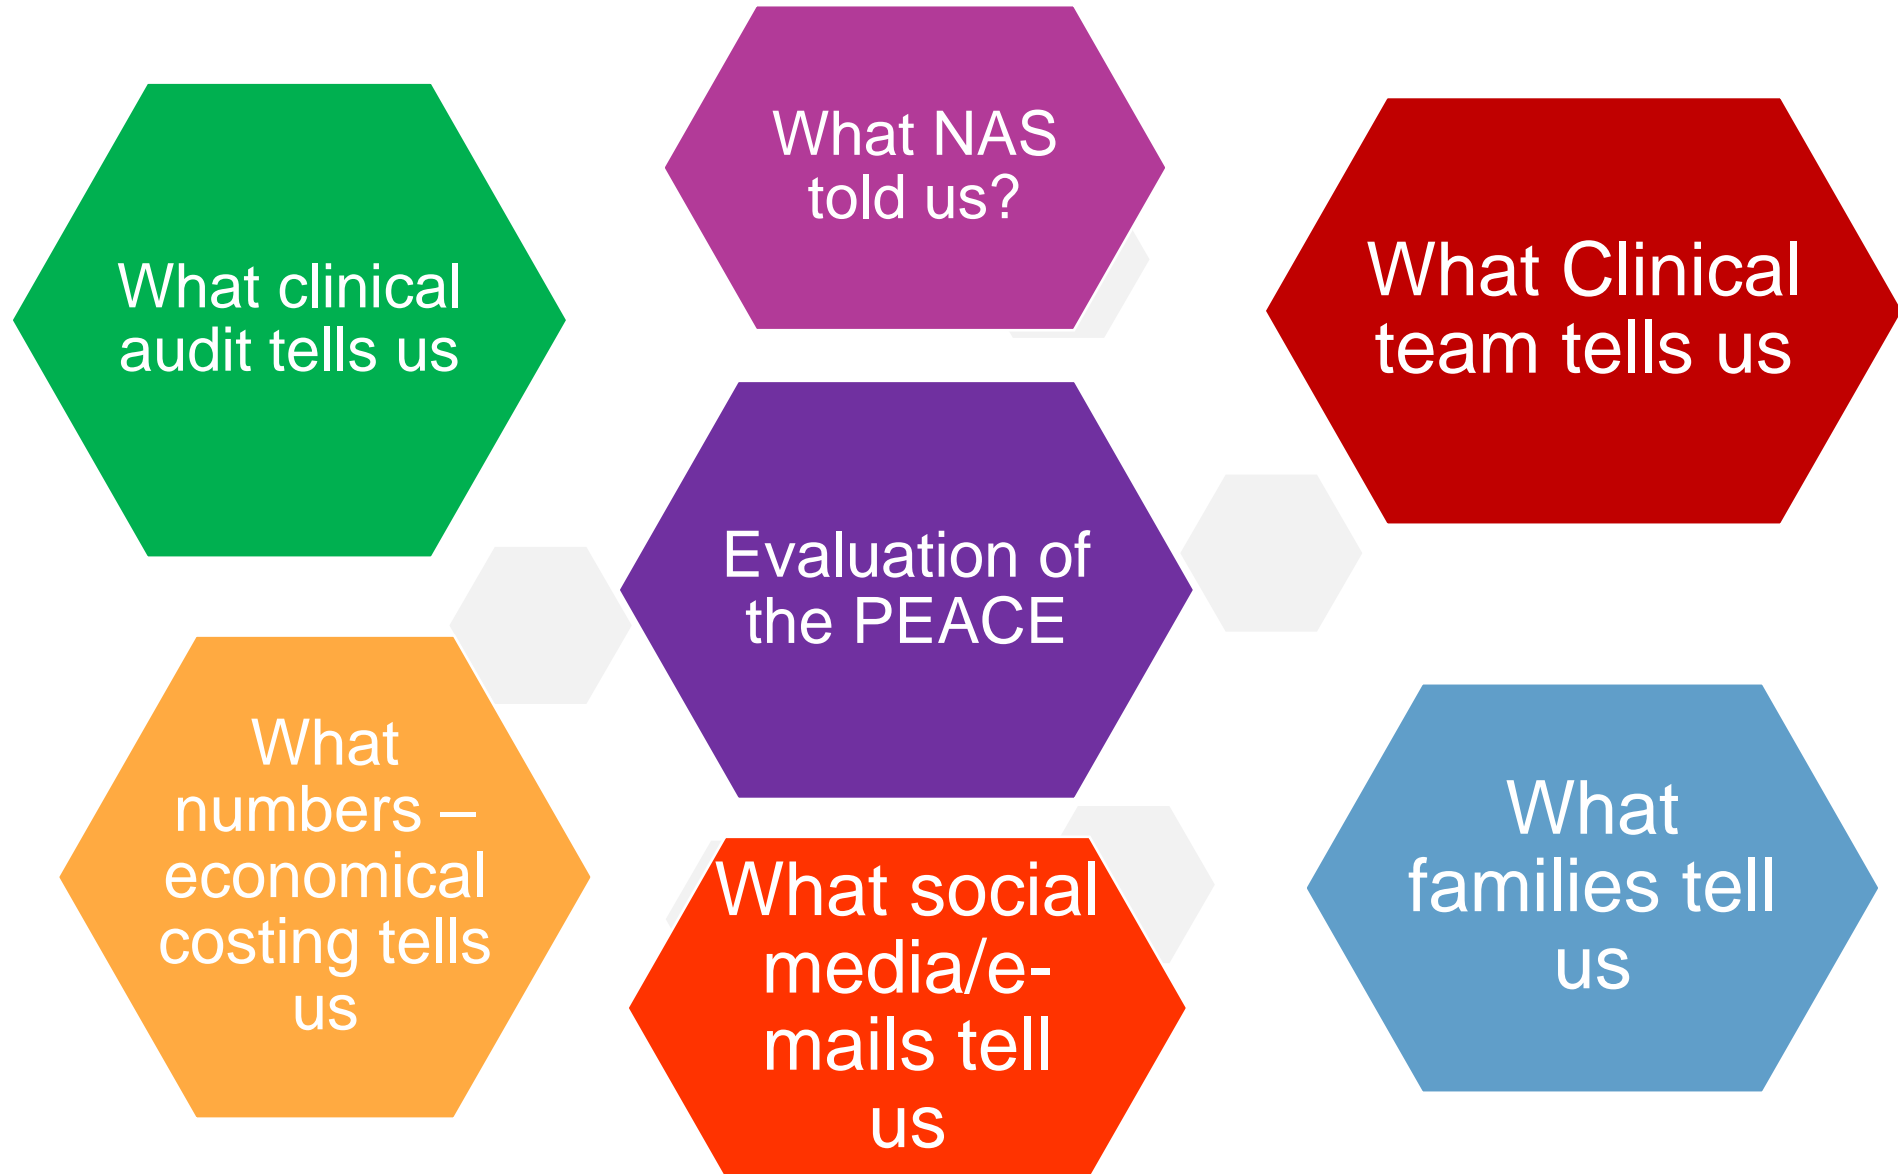 What NAS
told us?
What clinical
audit tells us
What Clinical
team tells us
Evaluation of
the PEACE
What
numbers –
economical
costing tells
us
What social
media/e-
mails tell
us
What
families tell
us